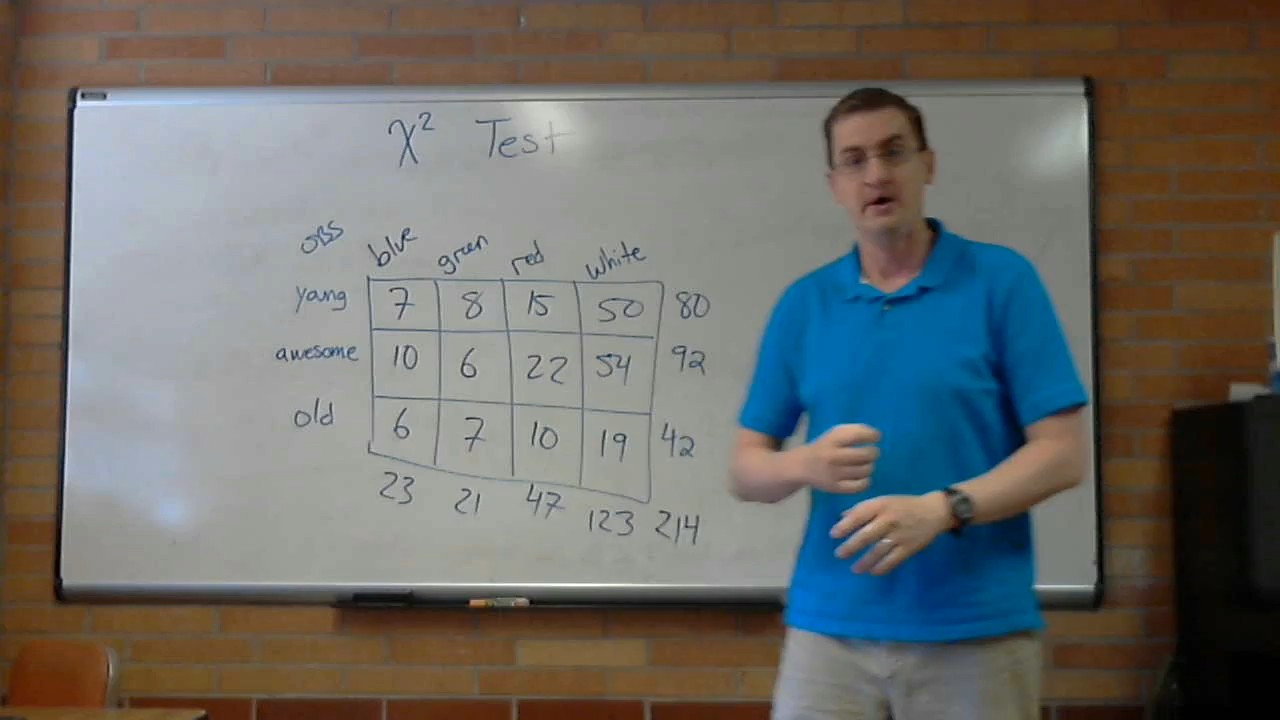 χ² Test
OBS blue green red white
young 7 8 15 50 80
awesome 10 6 22 54 92
old 6 7 10 19 42
23 21 47 123 214